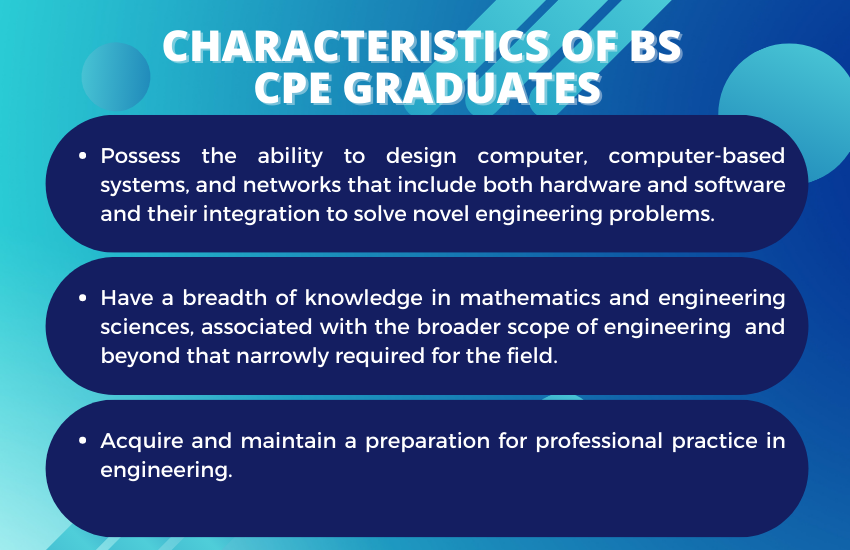 CHARACTERISTICS OF BS
CPE GRADUATES
• Possess the ability to design computer, computer-based
systems, and networks that include both hardware and software
and their integration to solve novel engineering problems.
• Have a breadth of knowledge in mathematics and engineering
sciences, associated with the broader scope of engineering and
beyond that narrowly required for the field.
• Acquire and maintain a preparation for professional practice in
engineering.